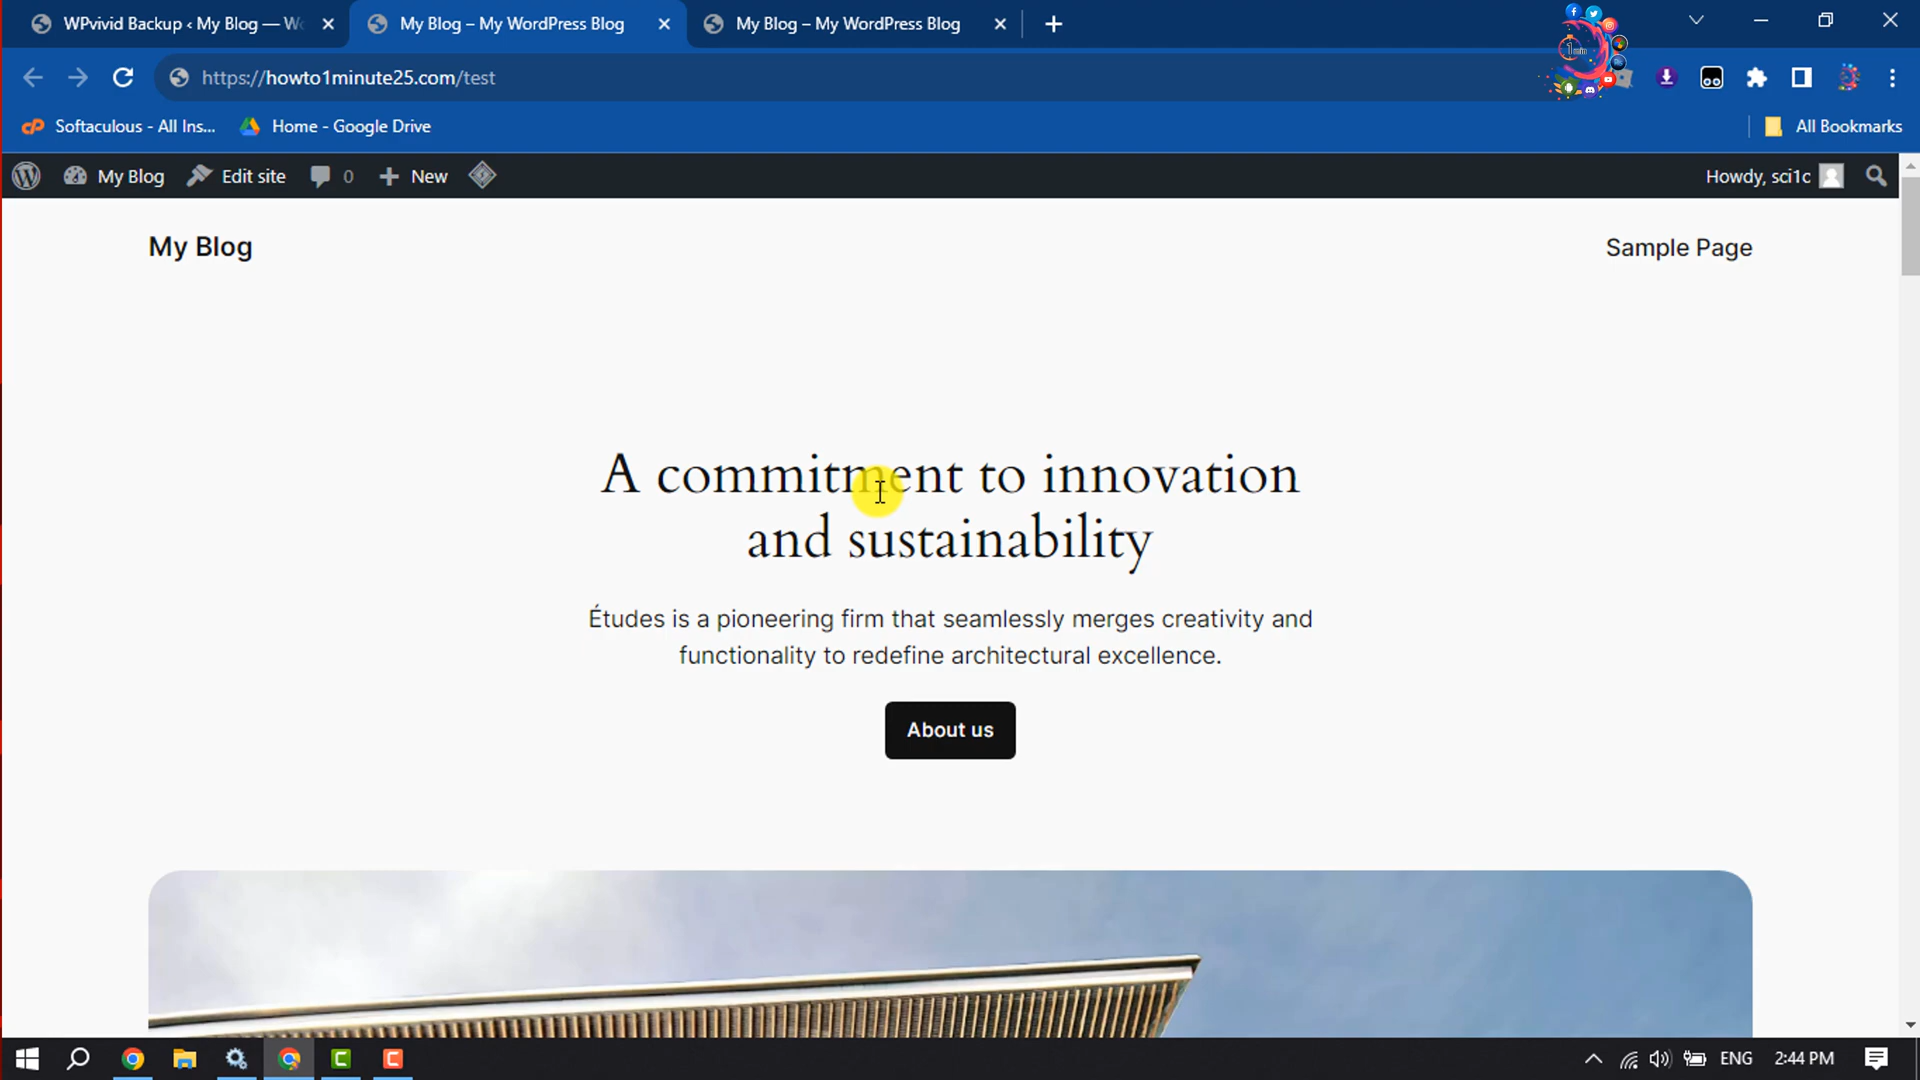 WPvivid Backup ‹ My Blog — Wo
My Blog – My WordPress Blog
My Blog – My WordPress Blog
https://howto1minute25.com/test
Softaculous - All Ins...
Home - Google Drive
All Bookmarks
My Blog
Edit site
0
New
Howdy, sci1c
My Blog
Sample Page
A commitment to innovation
and sustainability
Études is a pioneering firm that seamlessly merges creativity and
functionality to redefine architectural excellence.
About us
ENG
2:44 PM